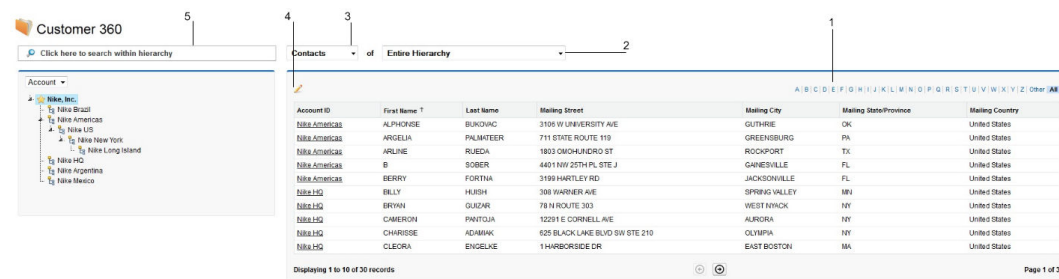 5 4 3 1
Customer 360
2
Click here to search within hierarchy
Contacts of Entire Hierarchy
Account
A | B | C | D | E | F | G | H | I | J | K | L | M | N | O | P | Q | R | S | T | U | V | W | X | Y | Z | Other All
Nike, Inc.
Nike Brazil
Nike Americas
Nike US
Nike New York
Nike Long Island
Nike HQ
Nike Argentina
Nike Mexico
Account ID First Name ↑ Last Name Mailing Street Mailing City Mailing State/Province Mailing Country
Nike Americas ALPHONSE BUKOVAC 3106 W UNIVERSITY AVE GUTHRIE OK United States
Nike Americas ARGELIA PALMATEER 711 STATE ROUTE 119 GREENSBURG PA United States
Nike Americas ARLINE RUEDA 1803 OMOHUNDRO ST ROCKPORT TX United States
Nike Americas B SOBER 4401 NW 25TH PL STE J GAINESVILLE FL United States
Nike Americas BERRY FORTNA 3199 HARTLEY RD JACKSONVILLE FL United States
Nike HQ BILLY HUISH 308 WARNER AVE SPRING VALLEY MN United States
Nike HQ BRYAN GUIZAR 78 N ROUTE 303 WEST NYACK NY United States
Nike HQ CAMERON PANTOJA 12291 E CORNELL AVE AURORA NY United States
Nike HQ CHARISSE ADAMIAK 625 BLACK LAKE BLVD SW STE 210 OLYMPIA NY United States
Nike HQ CLEORA ENGELKE 1 HARBORSIDE DR EAST BOSTON MA United States
Displaying 1 to 10 of 30 records Page 1 of 3